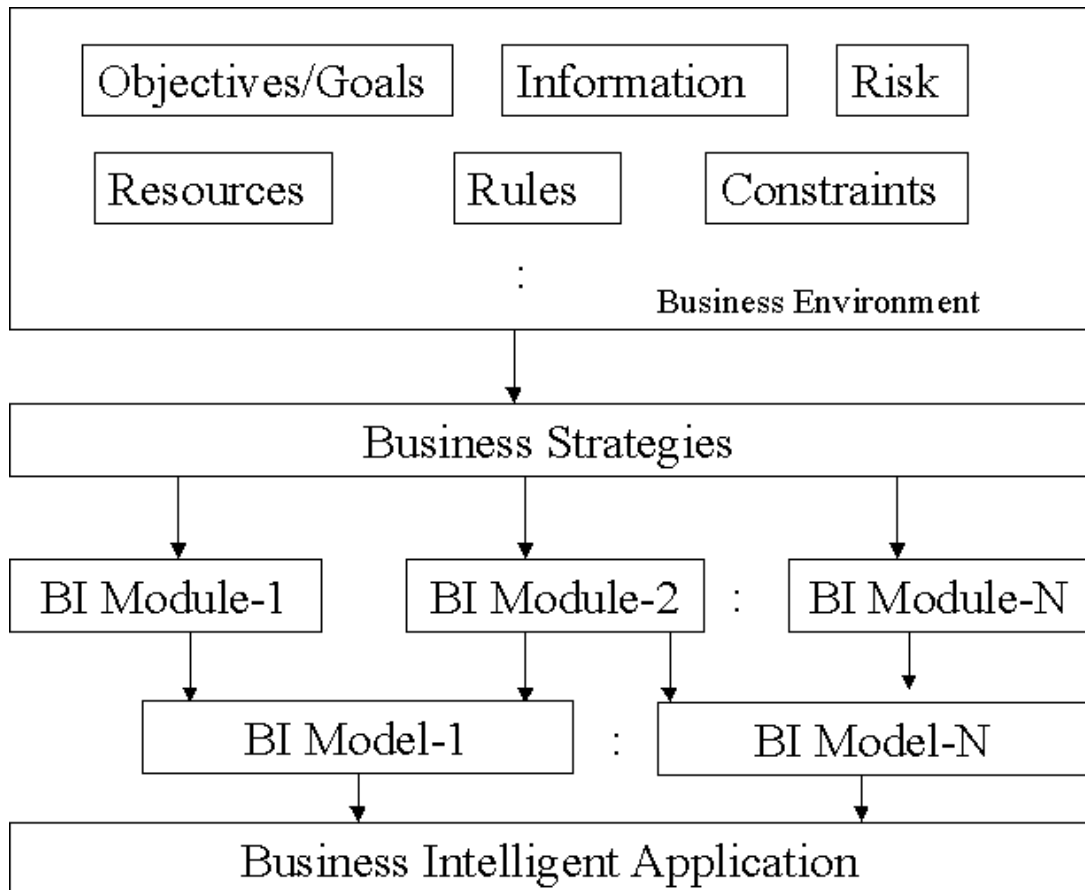 Objectives/Goals Information Risk
Resources Rules Constraints
:
Business Environment
Business Strategies
BI Module-1 BI Module-2 : BI Module-N
BI Model-1 : BI Model-N
Business Intelligent Application